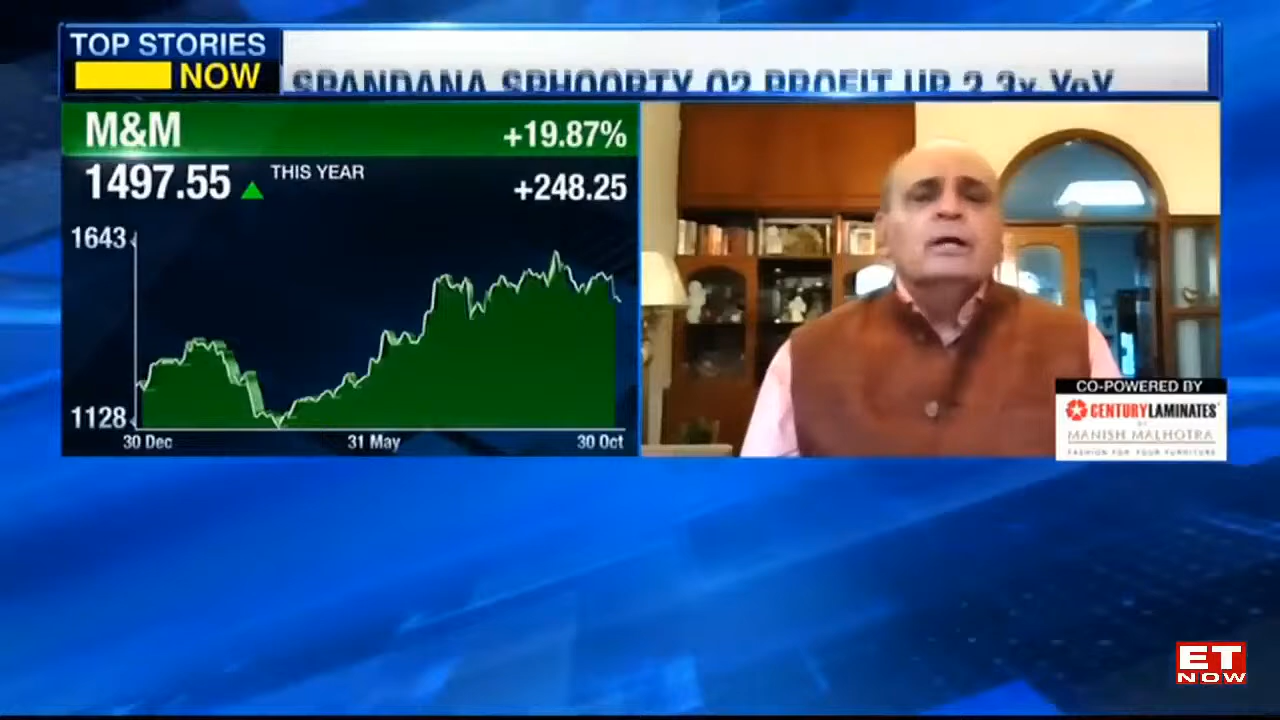 TOP STORIES
NOW
SPANDANA SPHOORTY Q2 PROFIT UP 2.3x YoY
M&M +19.87%
1497.55 THIS YEAR +248.25
1643
1128
30 Dec 31 May 30 Oct
CO-POWERED BY
CENTURYLAMINATES
BY
MANISH MALHOTRA
FASHION FOR YOUR FURNITURE
ET
NOW